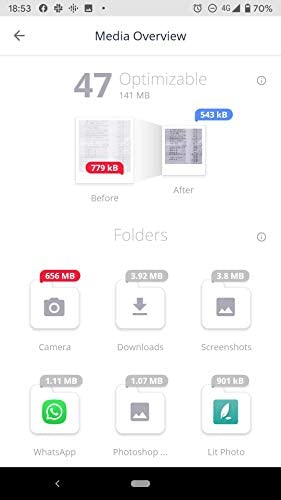 18:53 4G 70%
Media Overview
47 Optimizable
141 MB
543 kB
779 kB
Before After
Folders
656 MB 3.92 MB 3.8 MB
Camera Downloads Screenshots
1.11 MB 1.07 MB 901 kB
WhatsApp Photoshop ... Lit Photo